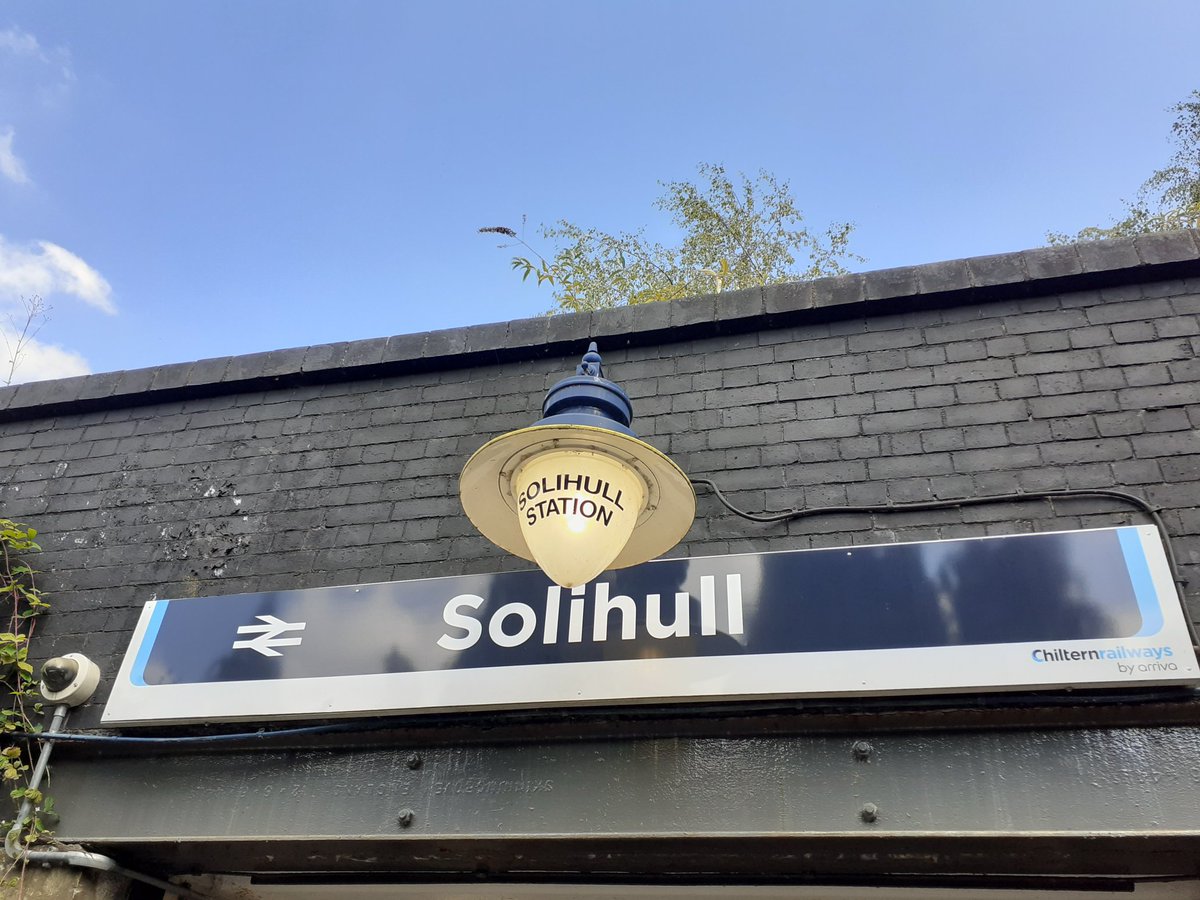 SOLIHULL
STATION
Solihull
Chilternrailways
by arriva